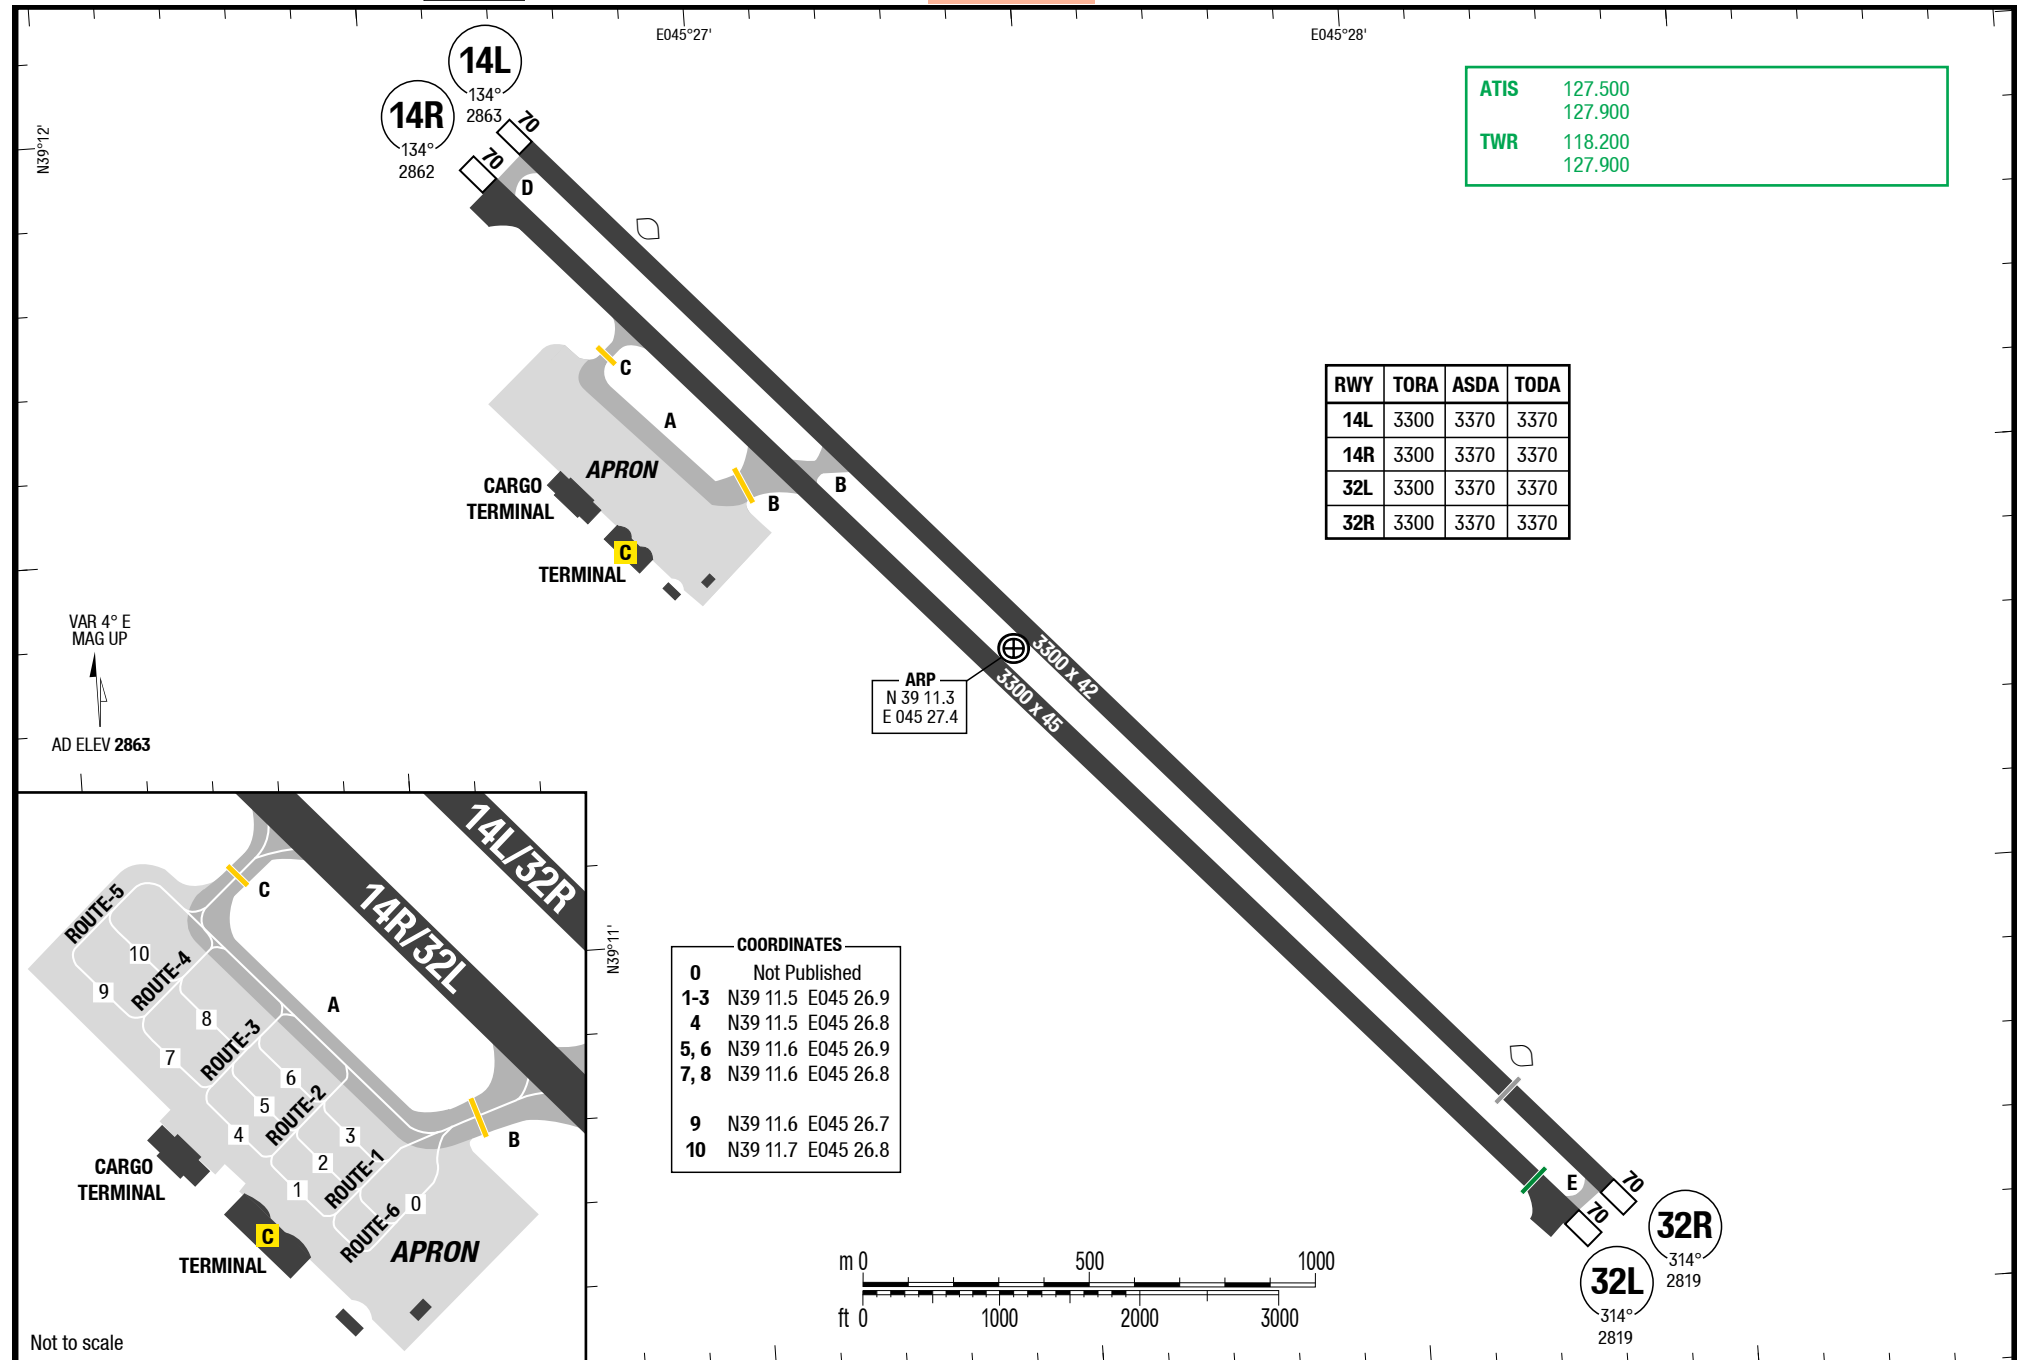 E045°27'
E045°28'
14L
134°
2863
14R
134°
2862
70
70
N39°12'
D
ATIS 127.500
127.900
TWR 118.200
127.900
C
A
APRON
CARGO
TERMINAL
B
B
C
TERMINAL
RWY TORA ASDA TODA
14L 3300 3370 3370
14R 3300 3370 3370
32L 3300 3370 3370
32R 3300 3370 3370
VAR 4° E
MAG UP
AD ELEV 2863
ARP
N 39 11.3
E 045 27.4
3300 x 42
3300 x 45
14L/32R
14R/32L
C
A
B
ROUTE-5
10
9
ROUTE-4
8
7
ROUTE-3
6
5
4
ROUTE-2
3
2
1
ROUTE-1
0
ROUTE-6
APRON
CARGO
TERMINAL
C
TERMINAL
Not to scale
N39°11'
COORDINATES
0 Not Published
1-3 N39 11.5 E045 26.9
4 N39 11.5 E045 26.8
5, 6 N39 11.6 E045 26.9
7, 8 N39 11.6 E045 26.8
9 N39 11.6 E045 26.7
10 N39 11.7 E045 26.8
m 0 500 1000
ft 0 1000 2000 3000
E
70
70
32R
314°
2819
32L
314°
2819